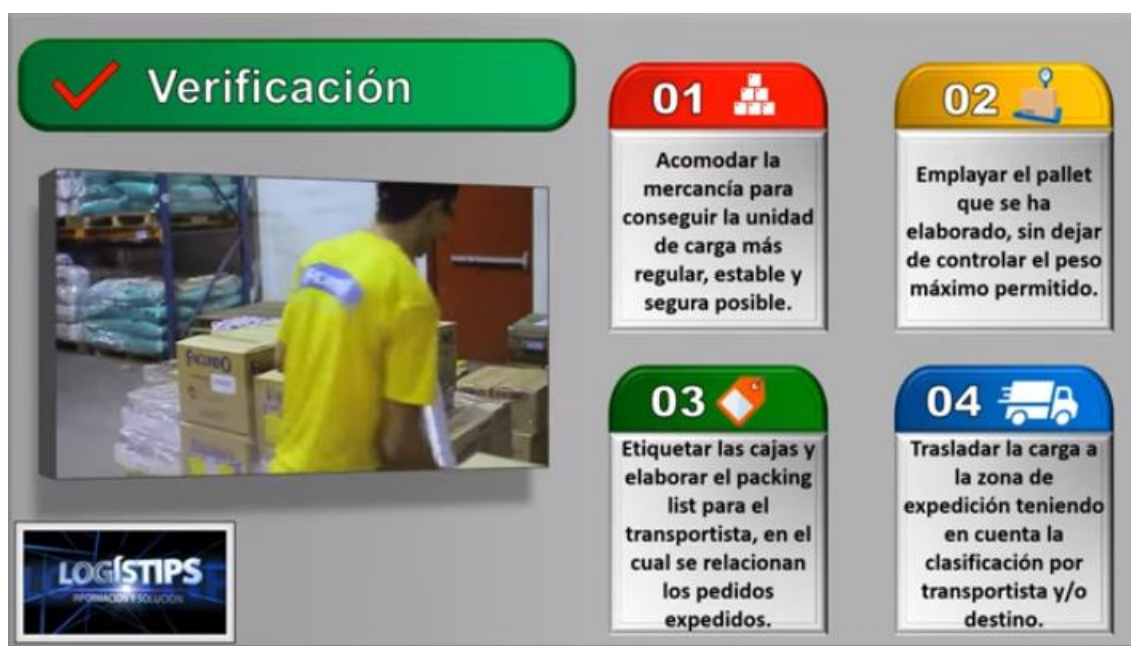 Verificación
01
Acomodar la
mercancía para
conseguir la unidad
de carga más
regular, estable y
segura posible.
02
Emplayar el pallet
que se ha
elaborado, sin dejar
de controlar el peso
máximo permitido.
03
Etiquetar las cajas y
elaborar el packing
list para el
transportista, en el
cual se relacionan
los pedidos
expedidos.
04
Trasladar la carga a
la zona de
expedición teniendo
en cuenta la
clasificación por
transportista y/o
destino.
LOGÍSTIPS
INFORMACIÓN Y SOLUCIÓN